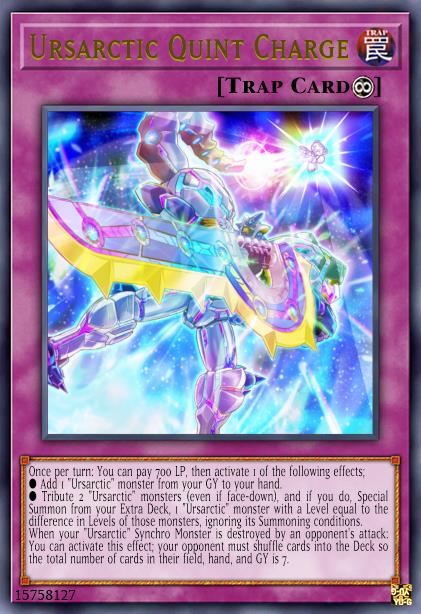 URSARCTIC QUINT CHARGE
TRAP
罠
[TRAP CARD♾]
Once per turn: You can pay 700 LP, then activate 1 of the following effects;
● Add 1 "Ursarctic" monster from your GY to your hand.
● Tribute 2 "Ursarctic" monsters (even if face-down), and if you do, Special
Summon from your Extra Deck, 1 "Ursarctic" monster with a Level equal to the
difference in Levels of those monsters, ignoring its Summoning conditions.
When your "Ursarctic" Synchro Monster is destroyed by an opponent's attack:
You can activate this effect; your opponent must shuffle cards into the Deck so
the total number of cards in their field, hand, and GY is 7.
15758127